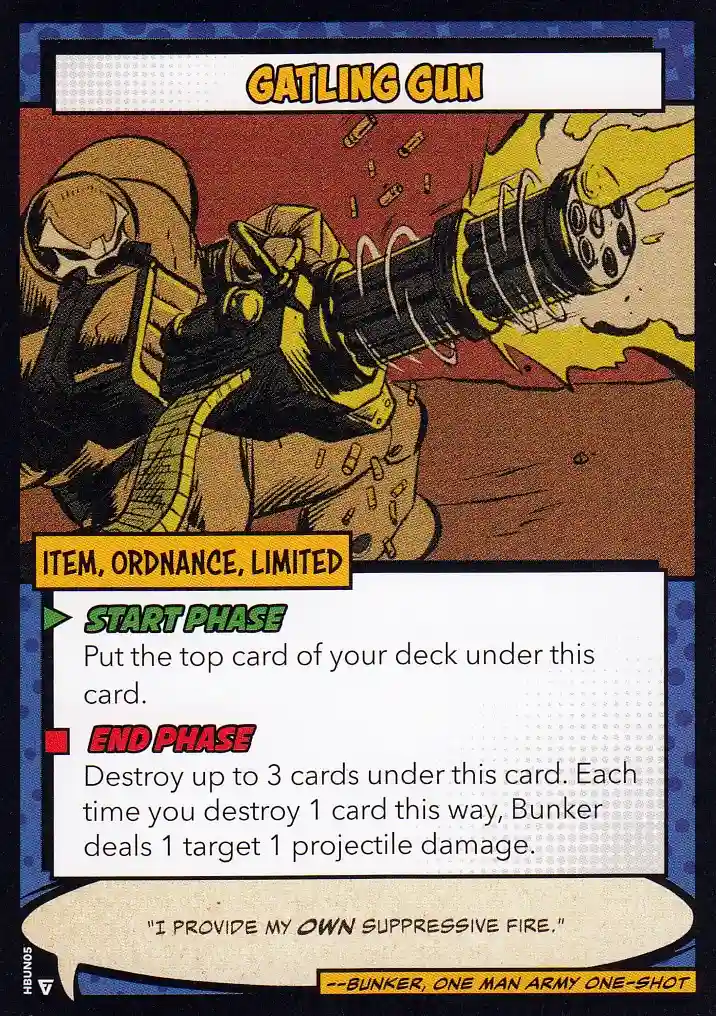 GATLING GUN
ITEM, ORDNANCE, LIMITED
START PHASE
Put the top card of your deck under this
card.
END PHASE
Destroy up to 3 cards under this card. Each
time you destroy 1 card this way, Bunker
deals 1 target 1 projectile damage.
"I PROVIDE MY OWN SUPPRESSIVE FIRE."
--BUNKER, ONE MAN ARMY ONE-SHOT
HBUN05